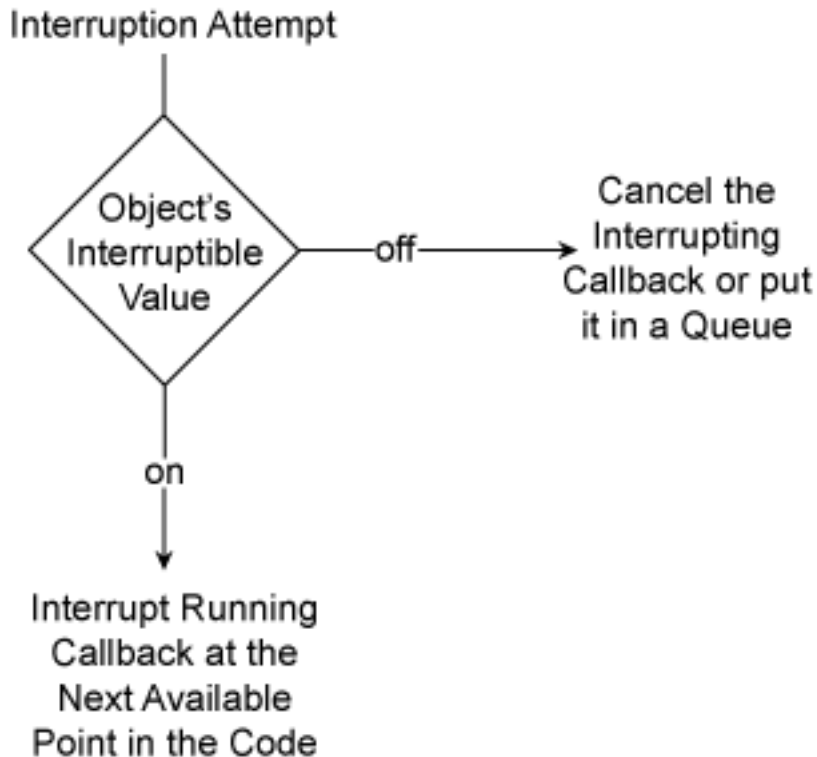 Interruption Attempt
Object's
Interruptible
Value
off
Cancel the
Interrupting
Callback or put
it in a Queue
on
Interrupt Running
Callback at the
Next Available
Point in the Code